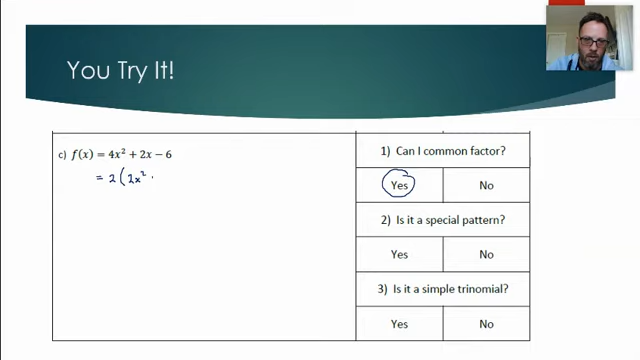 You Try It!
c) f(x) = 4x² + 2x − 6
= 2 ( 2x²
1) Can I common factor?
Yes No
2) Is it a special pattern?
Yes No
3) Is it a simple trinomial?
Yes No